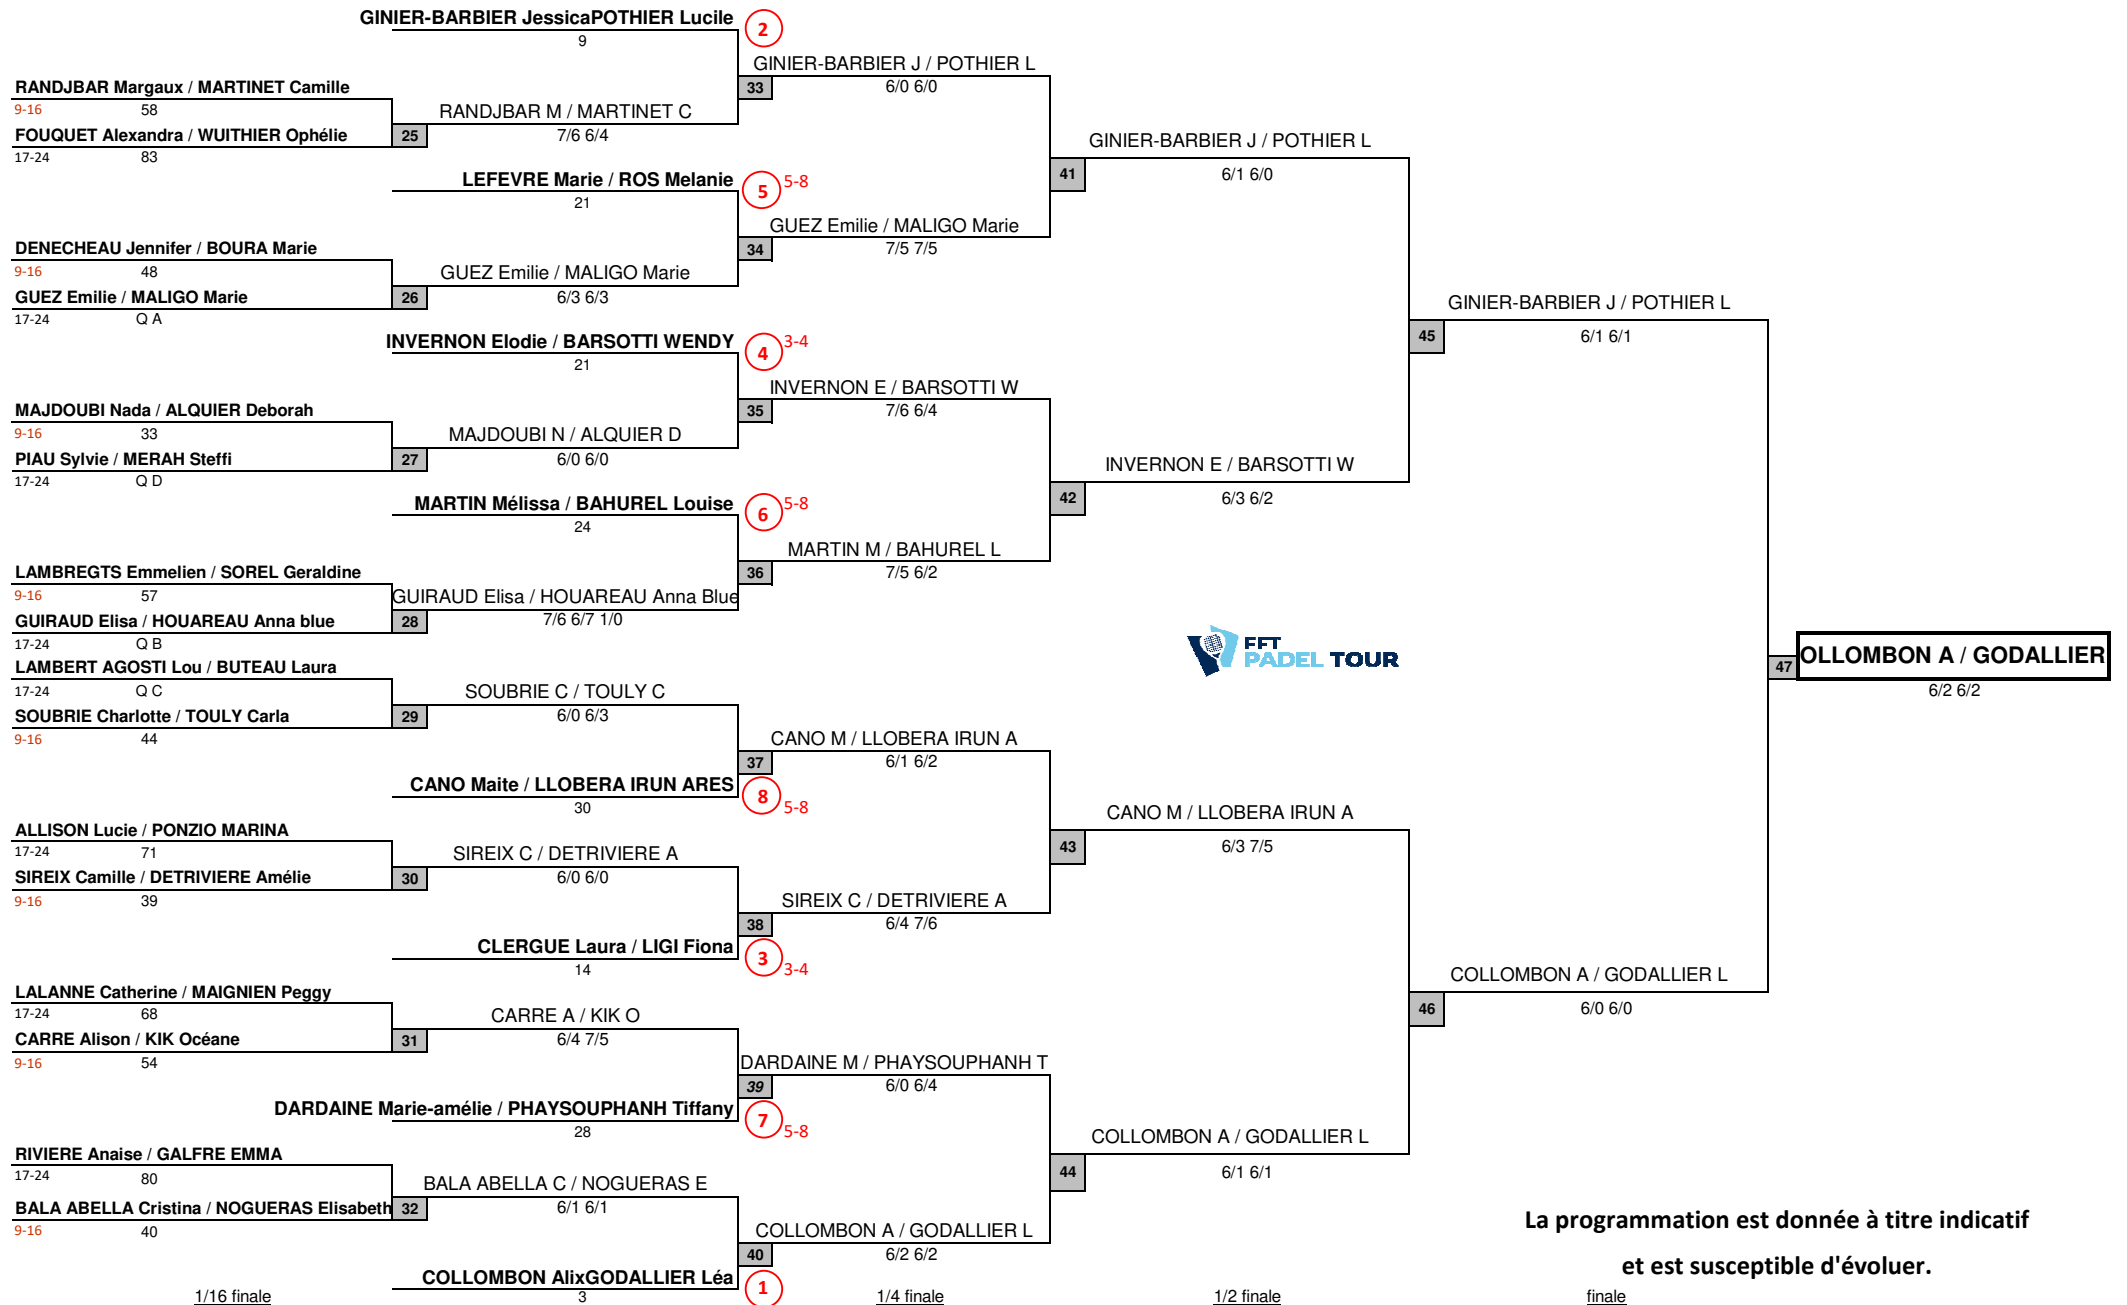 GINIER-BARBIER JessicaPOTHIER Lucile
2
9
GINIER-BARBIER J / POTHIER L
RANDJBAR Margaux / MARTINET Camille
33
6/0 6/0
9-16
58
RANDJBAR M / MARTINET C
FOUQUET Alexandra / WUITHIER Ophélie
25
7/6 6/4
17-24
83
GINIER-BARBIER J / POTHIER L
41
6/1 6/0
LEFEVRE Marie / ROS Melanie
5
5-8
21
GUEZ Emilie / MALIGO Marie
34
7/5 7/5
DENECHEAU Jennifer / BOURA Marie
9-16
48
GUEZ Emilie / MALIGO Marie
GUEZ Emilie / MALIGO Marie
26
6/3 6/3
17-24
Q A
GINIER-BARBIER J / POTHIER L
45
6/1 6/1
INVERNON Elodie / BARSOTTI WENDY
4
3-4
21
INVERNON E / BARSOTTI W
35
7/6 6/4
MAJDOUBI Nada / ALQUIER Deborah
9-16
33
MAJDOUBI N / ALQUIER D
PIAU Sylvie / MERAH Steffi
27
6/0 6/0
17-24
Q D
INVERNON E / BARSOTTI W
42
6/3 6/2
MARTIN Mélissa / BAHUREL Louise
6
5-8
24
MARTIN M / BAHUREL L
36
7/5 6/2
LAMBREGTS Emmelien / SOREL Geraldine
9-16
57
GUIRAUD Elisa / HOUAREAU Anna Blue
GUIRAUD Elisa / HOUAREAU Anna blue
28
7/6 6/7 1/0
17-24
Q B
FFT
PADEL TOUR
47
OLLOMBON A / GODALLIER
6/2 6/2
LAMBERT AGOSTI Lou / BUTEAU Laura
17-24
Q C
SOUBRIE C / TOULY C
SOUBRIE Charlotte / TOULY Carla
29
6/0 6/3
9-16
44
CANO M / LLOBERA IRUN A
37
6/1 6/2
CANO Maite / LLOBERA IRUN ARES
8
5-8
30
CANO M / LLOBERA IRUN A
43
6/3 7/5
ALLISON Lucie / PONZIO MARINA
17-24
71
SIREIX C / DETRIVIERE A
SIREIX Camille / DETRIVIERE Amélie
30
6/0 6/0
9-16
39
SIREIX C / DETRIVIERE A
38
6/4 7/6
CLERGUE Laura / LIGI Fiona
3
3-4
14
COLLOMBON A / GODALLIER L
46
6/0 6/0
LALANNE Catherine / MAIGNIEN Peggy
17-24
68
CARRE A / KIK O
CARRE Alison / KIK Océane
31
6/4 7/5
9-16
54
DARDAINE M / PHAYSOUPHANH T
39
6/0 6/4
DARDAINE Marie-amélie / PHAYSOUPHANH Tiffany
7
5-8
28
COLLOMBON A / GODALLIER L
44
6/1 6/1
RIVIERE Anaise / GALFRE EMMA
17-24
80
BALA ABELLA C / NOGUERAS E
BALA ABELLA Cristina / NOGUERAS Elisabeth
32
6/1 6/1
9-16
40
COLLOMBON A / GODALLIER L
40
6/2 6/2
COLLOMBON AlixGODALLIER Léa
1
3
La programmation est donnée à titre indicatif
et est susceptible d'évoluer.
1/16 finale
1/4 finale
1/2 finale
finale